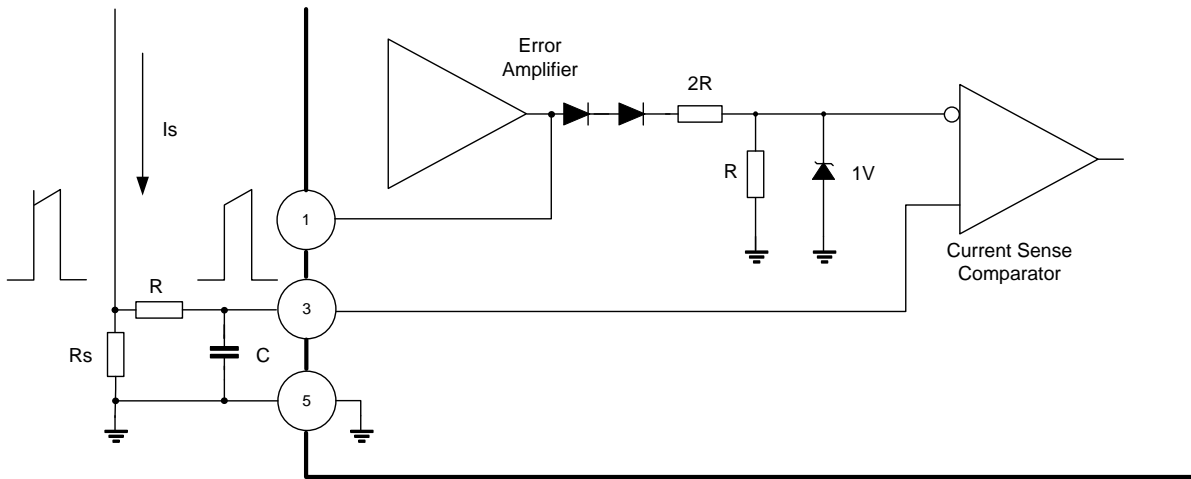 Error
Amplifier
2R
Is
R
1V
1
Current Sense
Comparator
R
3
Rs
C
5